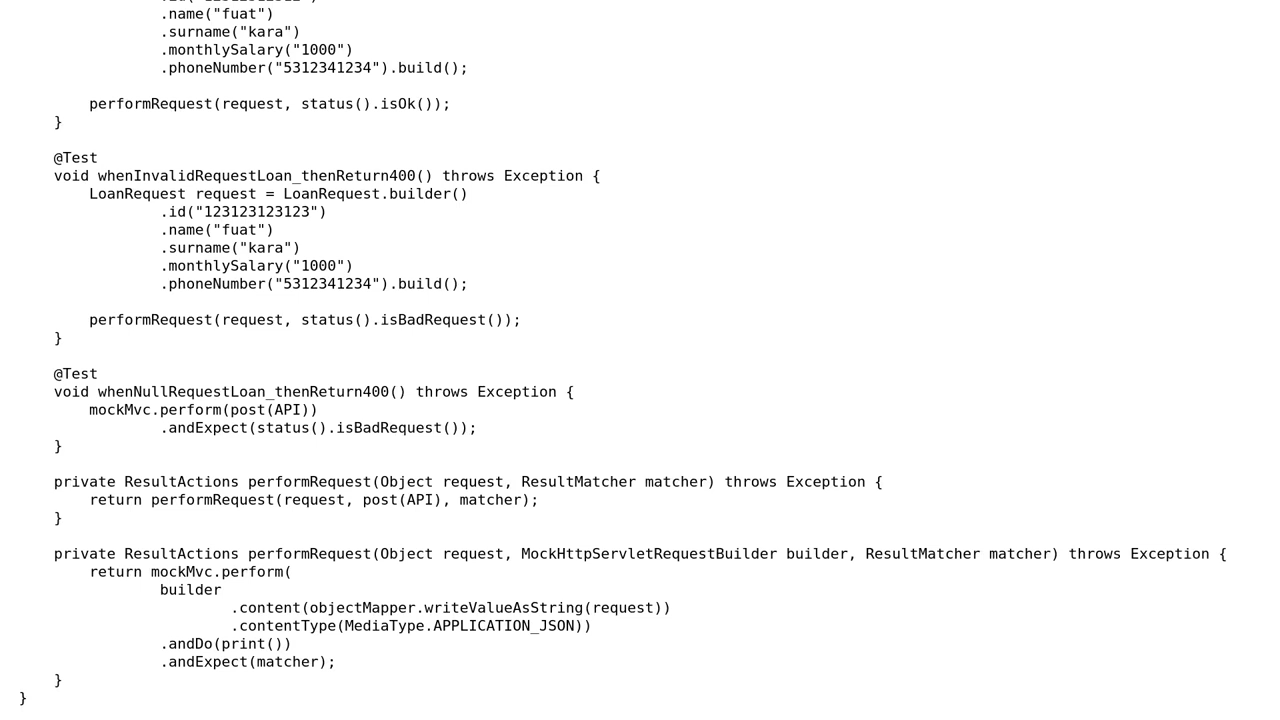 .name("fuat")
.surname("kara")
.monthlySalary("1000")
.phoneNumber("5312341234").build();
performRequest(request, status().isOk());
}
@Test
void whenInvalidRequestLoan_thenReturn400() throws Exception {
LoanRequest request = LoanRequest.builder()
.id("123123123123")
.name("fuat")
.surname("kara")
.monthlySalary("1000")
.phoneNumber("5312341234").build();
performRequest(request, status().isBadRequest());
}
@Test
void whenNullRequestLoan_thenReturn400() throws Exception {
mockMvc.perform(post(API))
.andExpect(status().isBadRequest());
}
private ResultActions performRequest(Object request, ResultMatcher matcher) throws Exception {
return performRequest(request, post(API), matcher);
}
private ResultActions performRequest(Object request, MockHttpServletRequestBuilder builder, ResultMatcher matcher) throws Exception {
return mockMvc.perform(
builder
.content(objectMapper.writeValueAsString(request))
.contentType(MediaType.APPLICATION_JSON))
.andDo(print())
.andExpect(matcher);
}
}